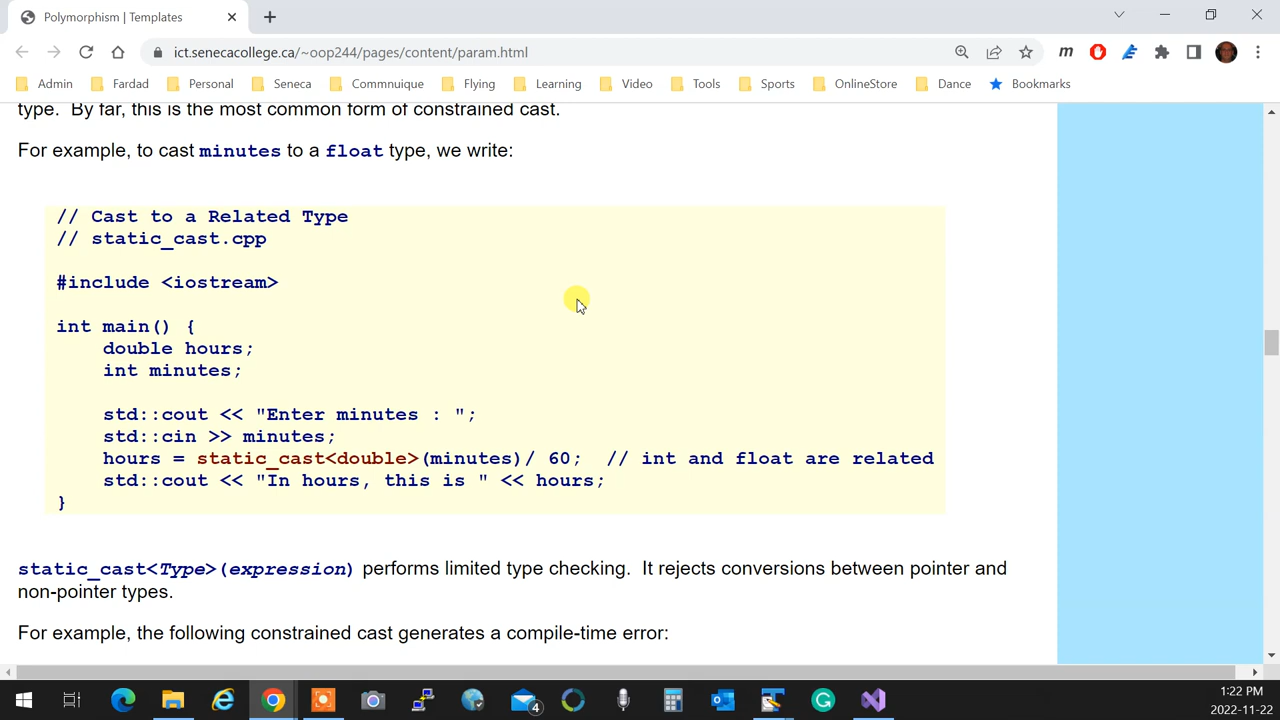 Polymorphism | Templates
ict.senecacollege.ca/~oop244/pages/content/param.html
m
Admin Fardad Personal Seneca Commnuique Flying Learning Video Tools Sports OnlineStore Dance Bookmarks
type. By far, this is the most common form of constrained cast.
For example, to cast minutes to a float type, we write:
// Cast to a Related Type
// static_cast.cpp
#include <iostream>
int main() {
double hours;
int minutes;
std::cout << "Enter minutes : ";
std::cin >> minutes;
hours = static_cast<double>(minutes)/ 60; // int and float are related
std::cout << "In hours, this is " << hours;
}
static_cast<Type>(expression) performs limited type checking. It rejects conversions between pointer and
non-pointer types.
For example, the following constrained cast generates a compile-time error:
4
1:22 PM
2022-11-22